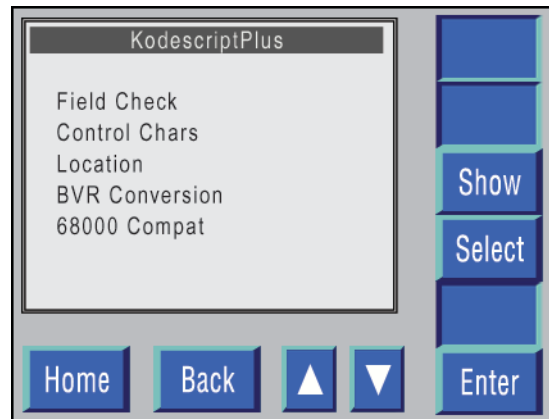 KodescriptPlus
Field Check
Control Chars
Location
BVR Conversion
68000 Compat
Show
Select
Home
Back
Enter